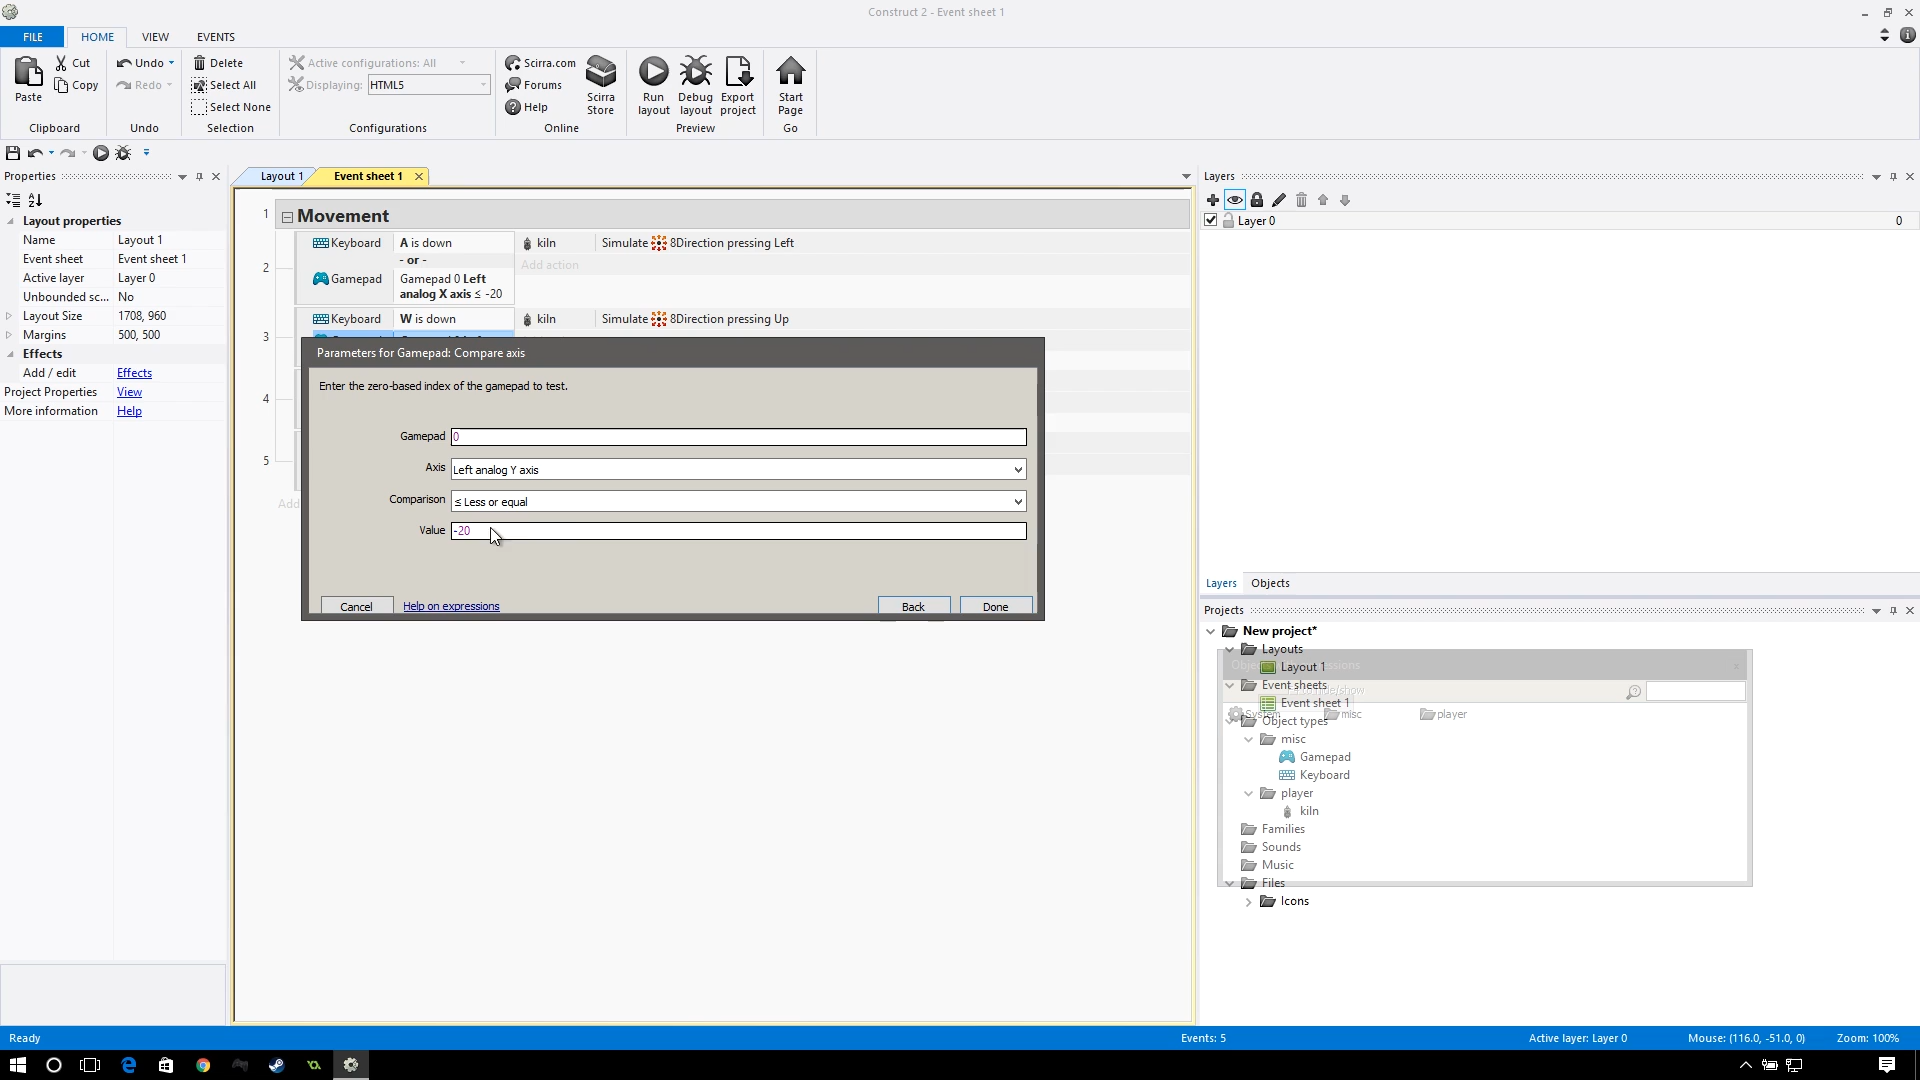 Construct 2 - Event sheet 1
FILE HOME VIEW EVENTS
Paste
Cut
Copy
Clipboard
Undo
Redo
Undo
Delete
Select All
Select None
Selection
Active configurations: All
Displaying: HTML5
Configurations
Scirra.com
Forums
Help
Scirra
Store
Online
Run
layout
Debug
layout
Export
project
Preview
Start
Page
Go
Properties
Layout properties
Name Layout 1
Event sheet Event sheet 1
Active layer Layer 0
Unbounded sc... No
Layout Size 1708, 960
Margins 500, 500
Effects
Add / edit Effects
Project Properties View
More information Help
Layout 1
Event sheet 1
1 Movement
2
Keyboard A is down
- or -
Gamepad Gamepad 0 Left
analog X axis ≤ -20
kiln Simulate 8Direction pressing Left
Add action
3
Keyboard W is down
kiln Simulate 8Direction pressing Up
4
5
Add
Parameters for Gamepad: Compare axis
Enter the zero-based index of the gamepad to test.
Gamepad 0
Axis Left analog Y axis
Comparison ≤ Less or equal
Value -20
Cancel Help on expressions Back Done
Layers
Layer 0 0
Layers Objects
Projects
New project*
Layouts
Layout 1
Event sheets
Event sheet 1
Object types
misc
Gamepad
Keyboard
player
kiln
Families
Sounds
Music
Files
Icons
System misc player
Ready Events: 5 Active layer: Layer 0 Mouse: (116.0, -51.0, 0) Zoom: 100%